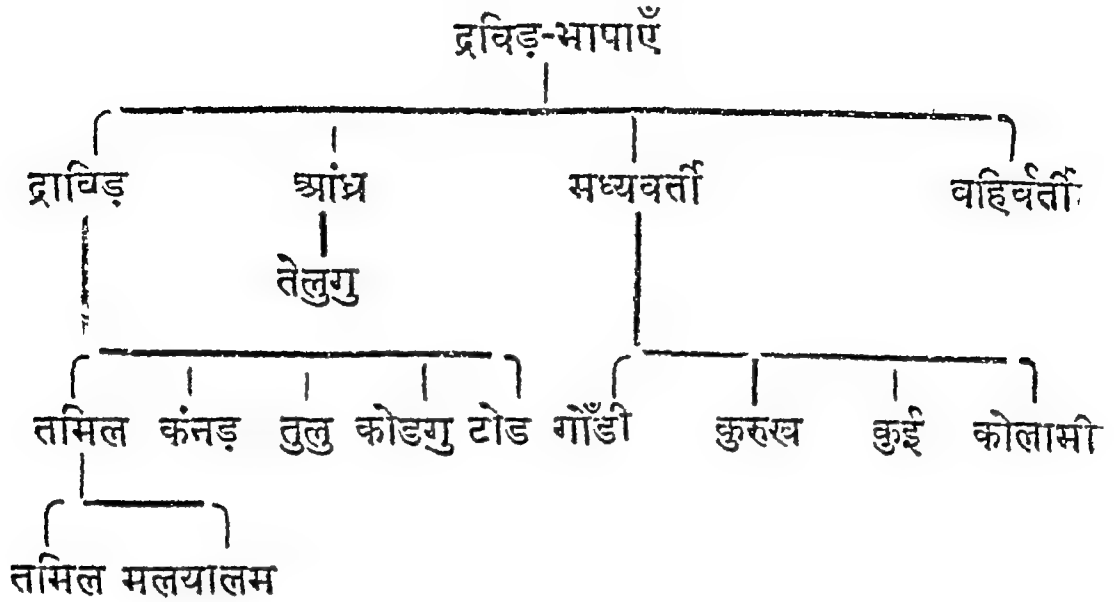 द्रविड़-भाषाएँ
द्राविड़ आंध्र मध्यवर्ती वहिर्वर्ती
तेलुगु
तमिल कंनड़ तुलु कोडगु टोड गोँडी कुरुख कुई कोलामी
तमिल मलयालम